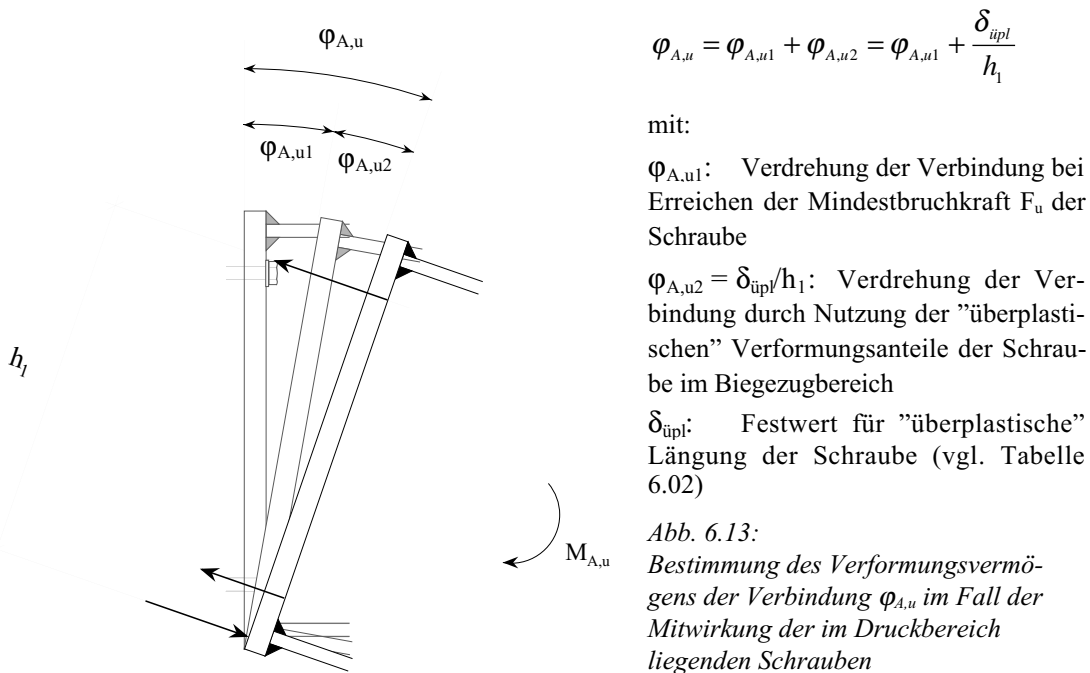 φA,u
φA,u1
φA,u2
h1
MA,u
φA,u = φA,u1 + φA,u2 = φA,u1 + δüpl / h1
mit:
φA,u1: Verdrehung der Verbindung bei
Erreichen der Mindestbruchkraft Fu der
Schraube
φA,u2 = δüpl/h1: Verdrehung der Ver-
bindung durch Nutzung der ”überplasti-
schen” Verformungsanteile der Schrau-
be im Biegezugbereich
δüpl: Festwert für ”überplastische”
Längung der Schraube (vgl. Tabelle
6.02)
Abb. 6.13:
Bestimmung des Verformungsvermö-
gens der Verbindung φA,u im Fall der
Mitwirkung der im Druckbereich
liegenden Schrauben